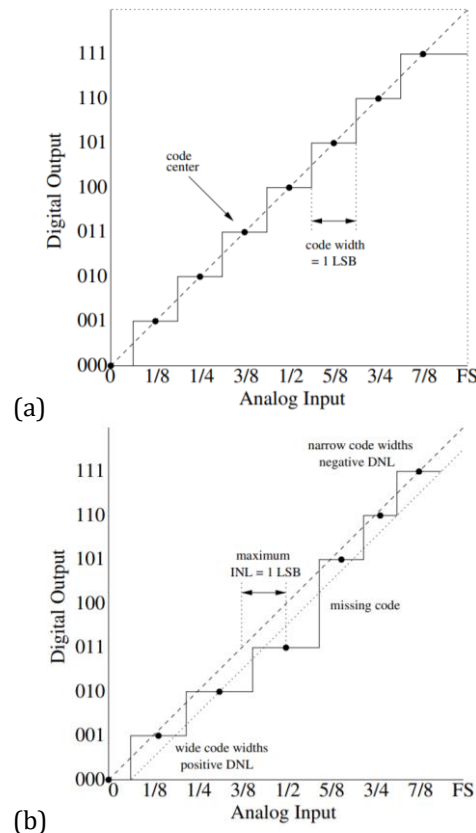 111
110
101
100
011
010
001
000
Digital Output
code
center
code width
= 1 LSB
0 1/8 1/4 3/8 1/2 5/8 3/4 7/8 FS
Analog Input
(a)
111
110
101
100
011
010
001
000
Digital Output
narrow code widths
negative DNL
maximum
INL = 1 LSB
missing code
wide code widths
positive DNL
0 1/8 1/4 3/8 1/2 5/8 3/4 7/8 FS
Analog Input
(b)